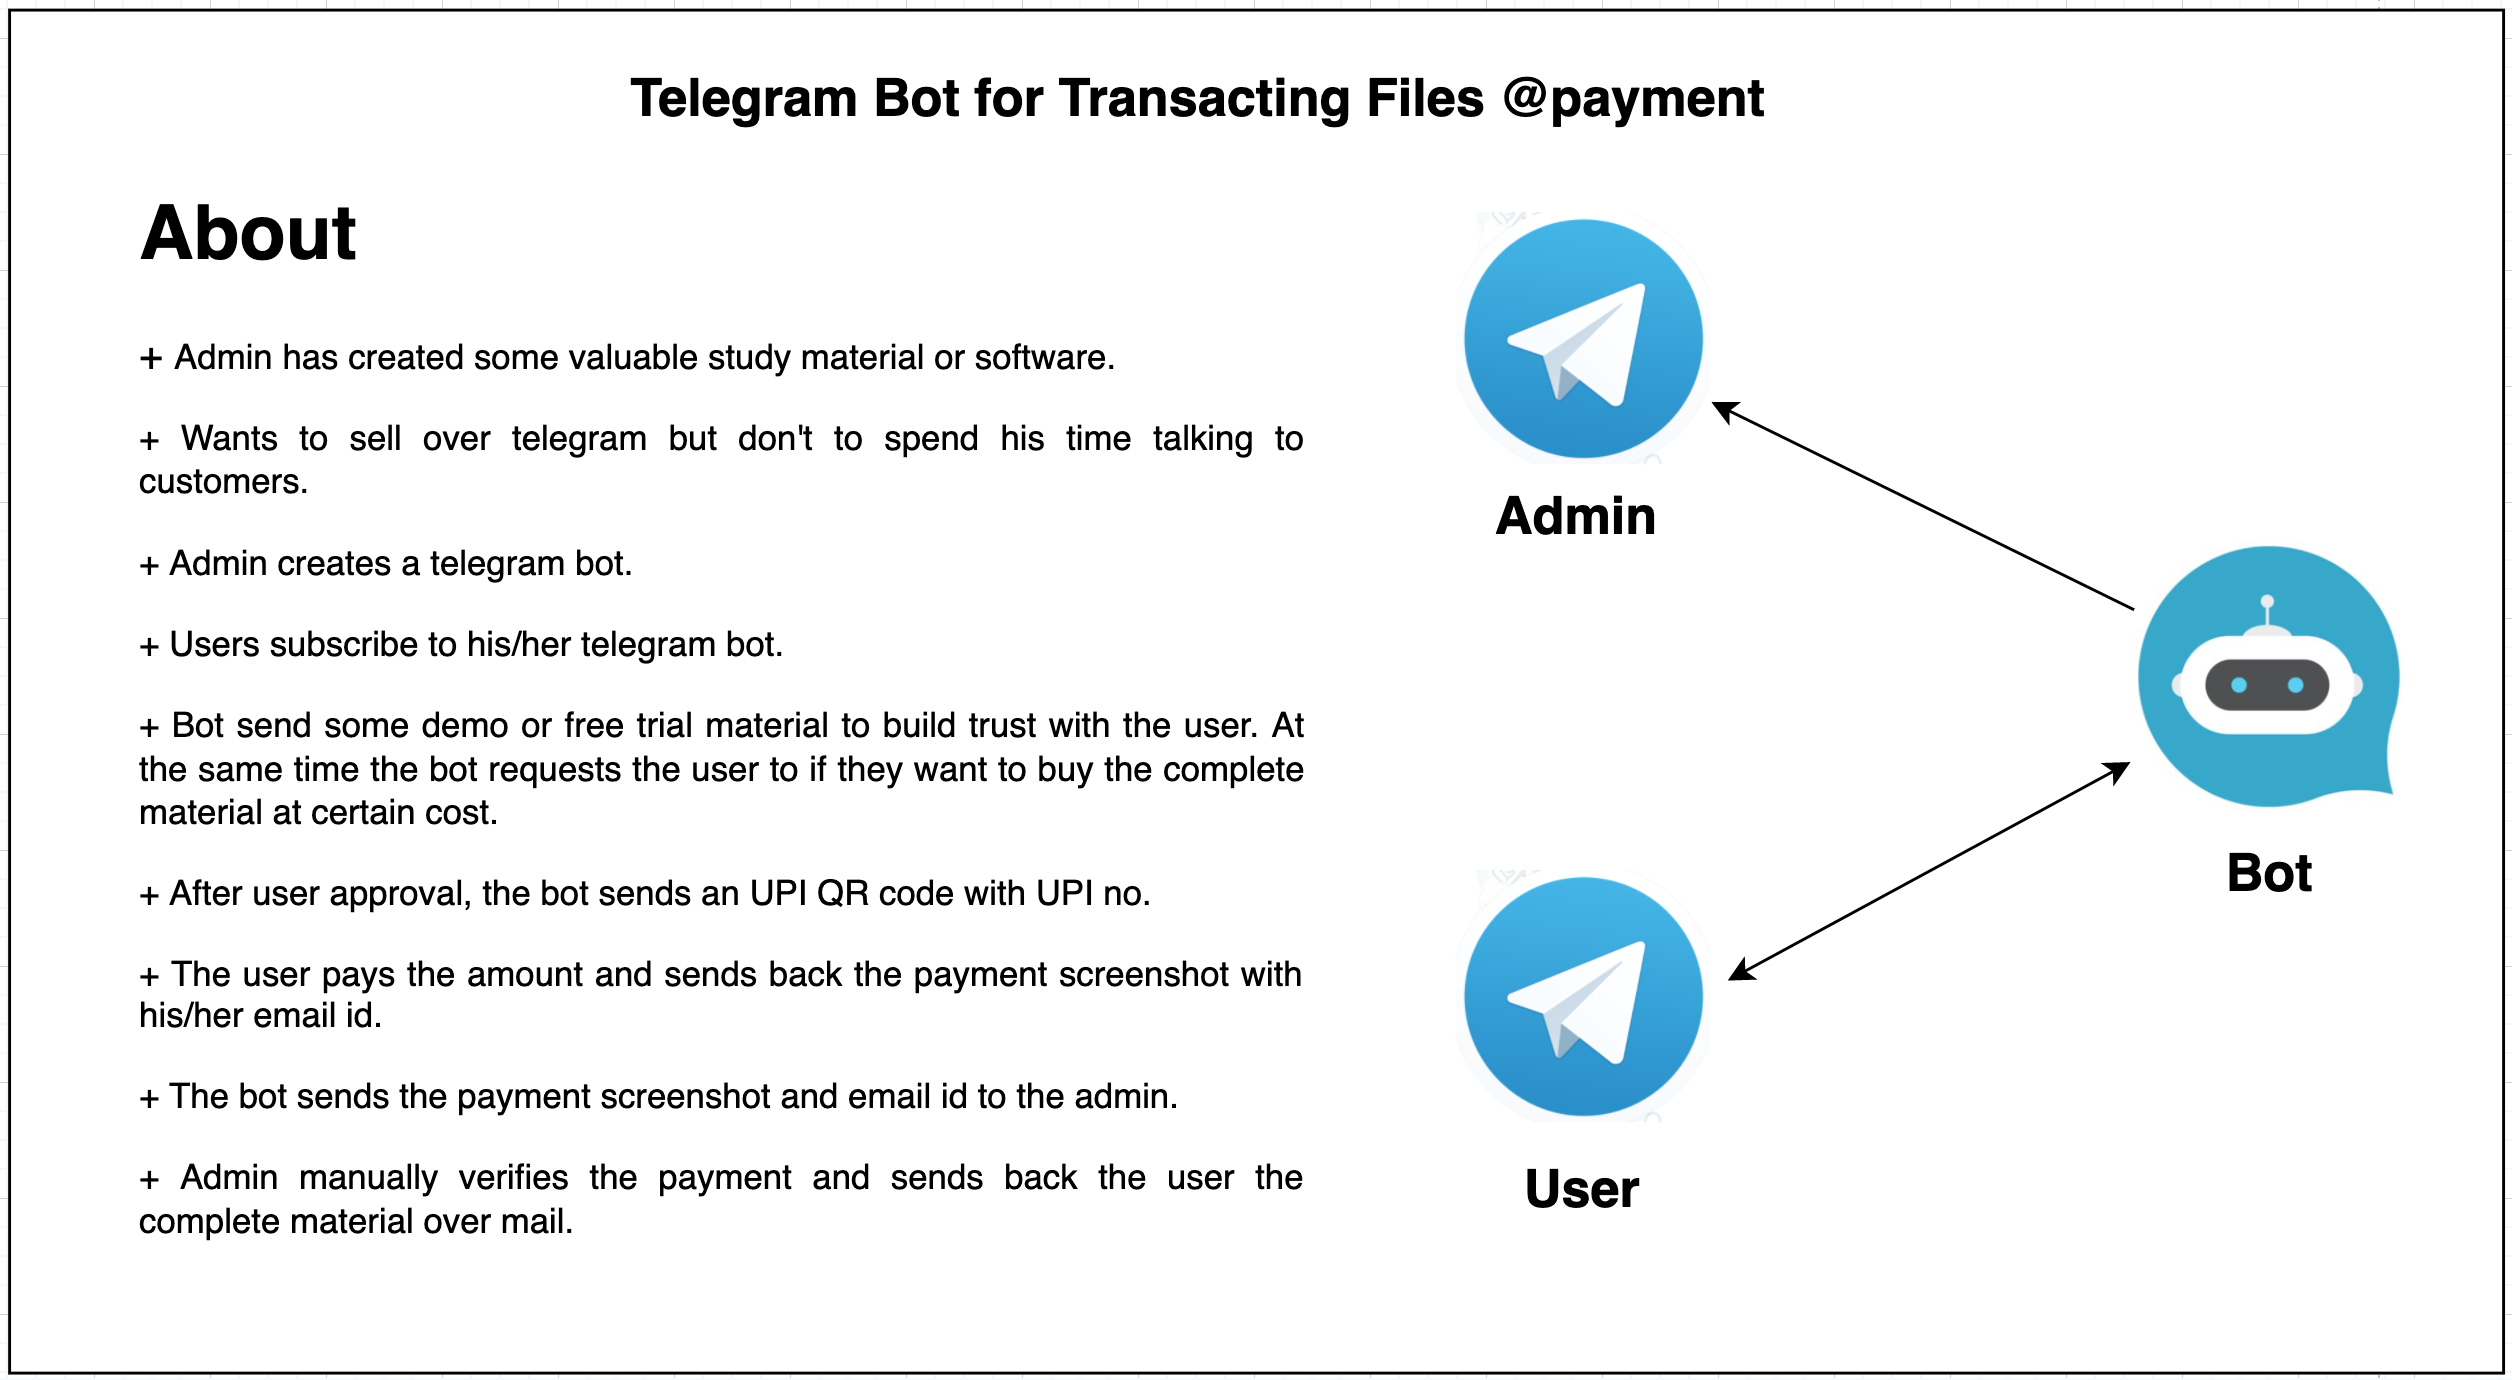 Telegram Bot for Transacting Files @payment
About
+ Admin has created some valuable study material or software.
+ Wants to sell over telegram but don't to spend his time talking to
customers.
+ Admin creates a telegram bot.
+ Users subscribe to his/her telegram bot.
+ Bot send some demo or free trial material to build trust with the user. At
the same time the bot requests the user to if they want to buy the complete
material at certain cost.
+ After user approval, the bot sends an UPI QR code with UPI no.
+ The user pays the amount and sends back the payment screenshot with
his/her email id.
+ The bot sends the payment screenshot and email id to the admin.
+ Admin manually verifies the payment and sends back the user the
complete material over mail.
Admin
Bot
User